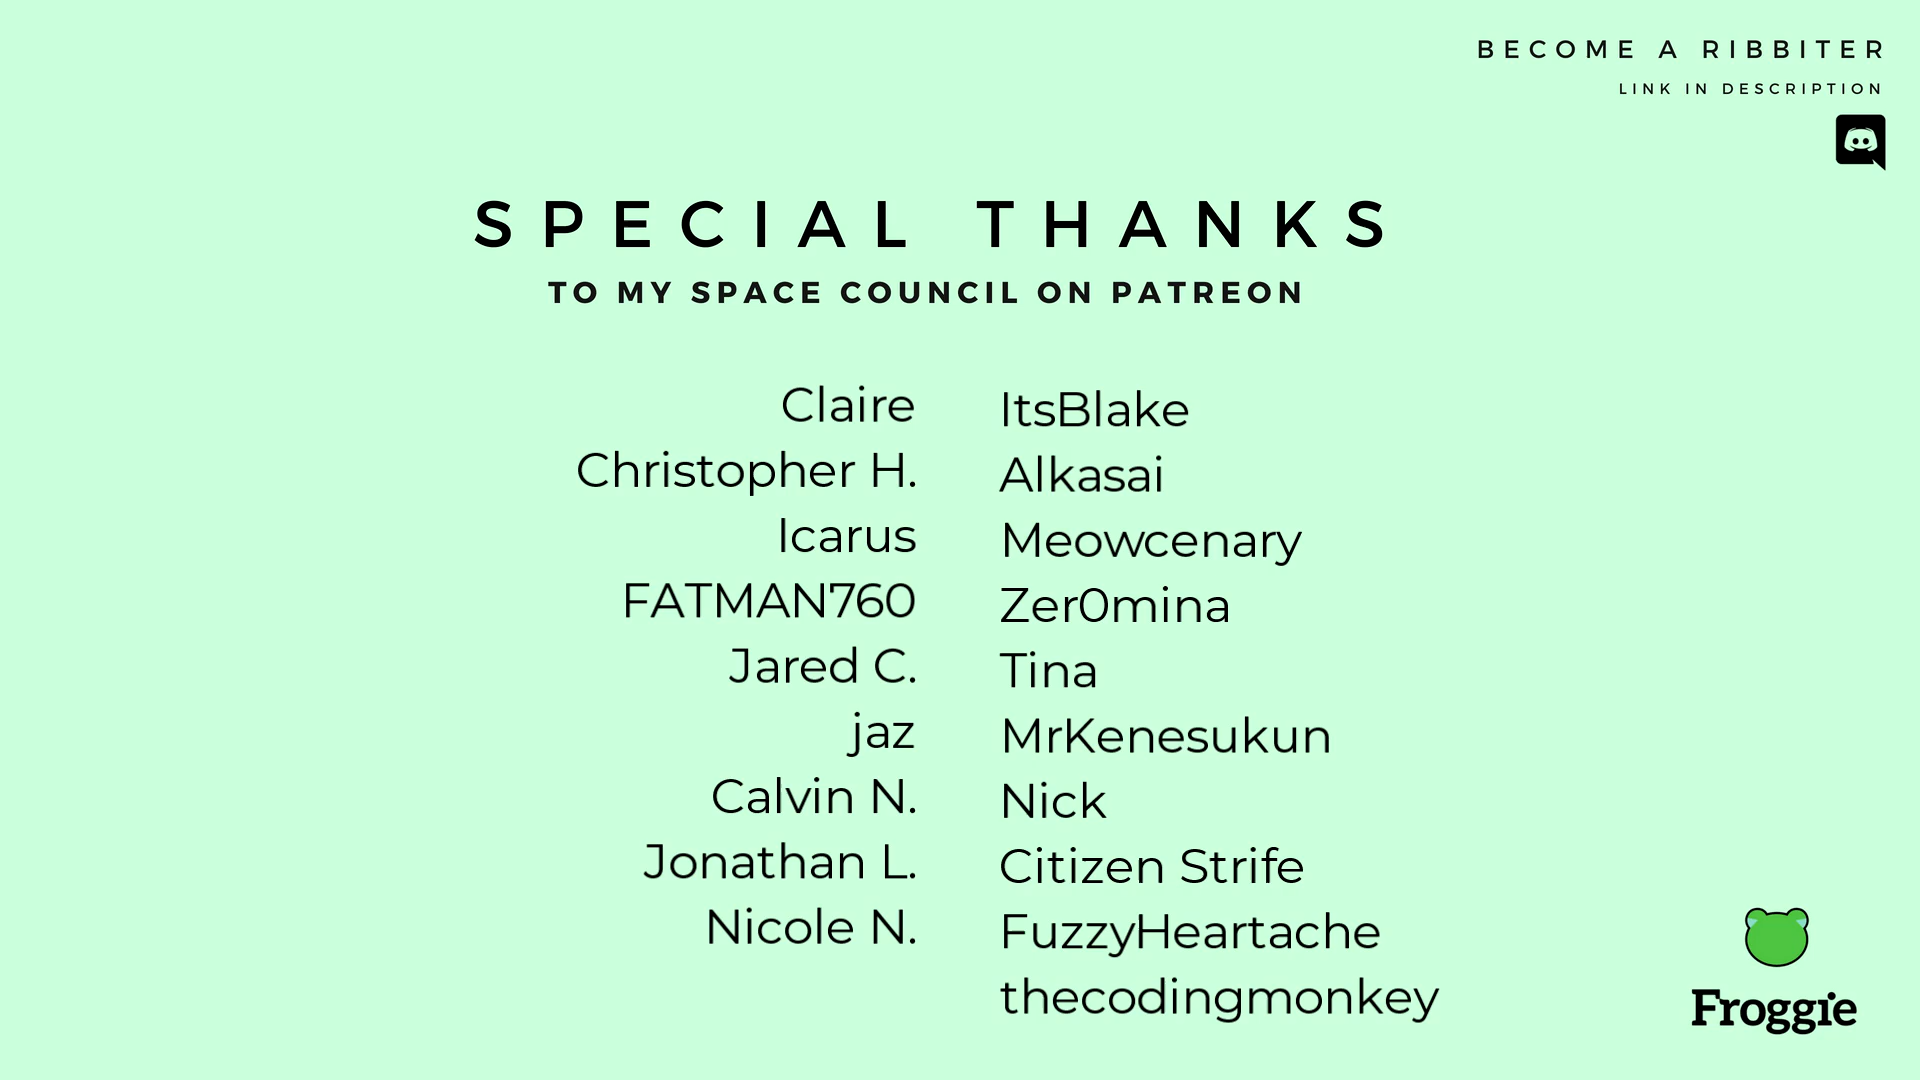 BECOME A RIBBITER
LINK IN DESCRIPTION
SPECIAL THANKS
TO MY SPACE COUNCIL ON PATREON
Claire
Christopher H.
Icarus
FATMAN760
Jared C.
jaz
Calvin N.
Jonathan L.
Nicole N.
ItsBlake
Alkasai
Meowcenary
Zer0mina
Tina
MrKenesukun
Nick
Citizen Strife
FuzzyHeartache
thecodingmonkey
Froggie